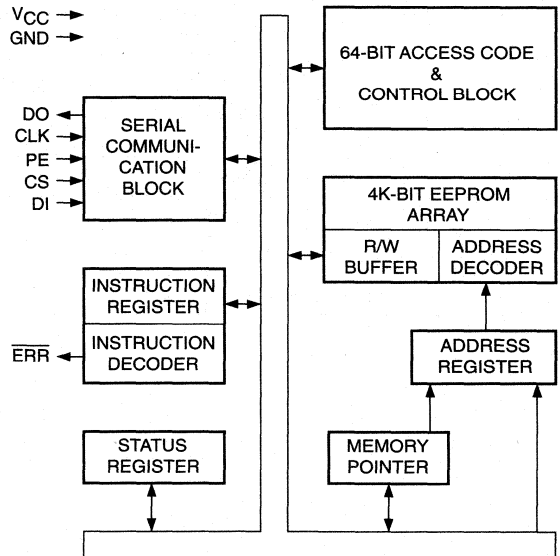 VCC
GND
DO
CLK
PE
CS
DI
SERIAL
COMMUNI-
CATION
BLOCK
64-BIT ACCESS CODE
&
CONTROL BLOCK
4K-BIT EEPROM
ARRAY
R/W
BUFFER
ADDRESS
DECODER
INSTRUCTION
REGISTER
INSTRUCTION
DECODER
ERR
ADDRESS
REGISTER
STATUS
REGISTER
MEMORY
POINTER